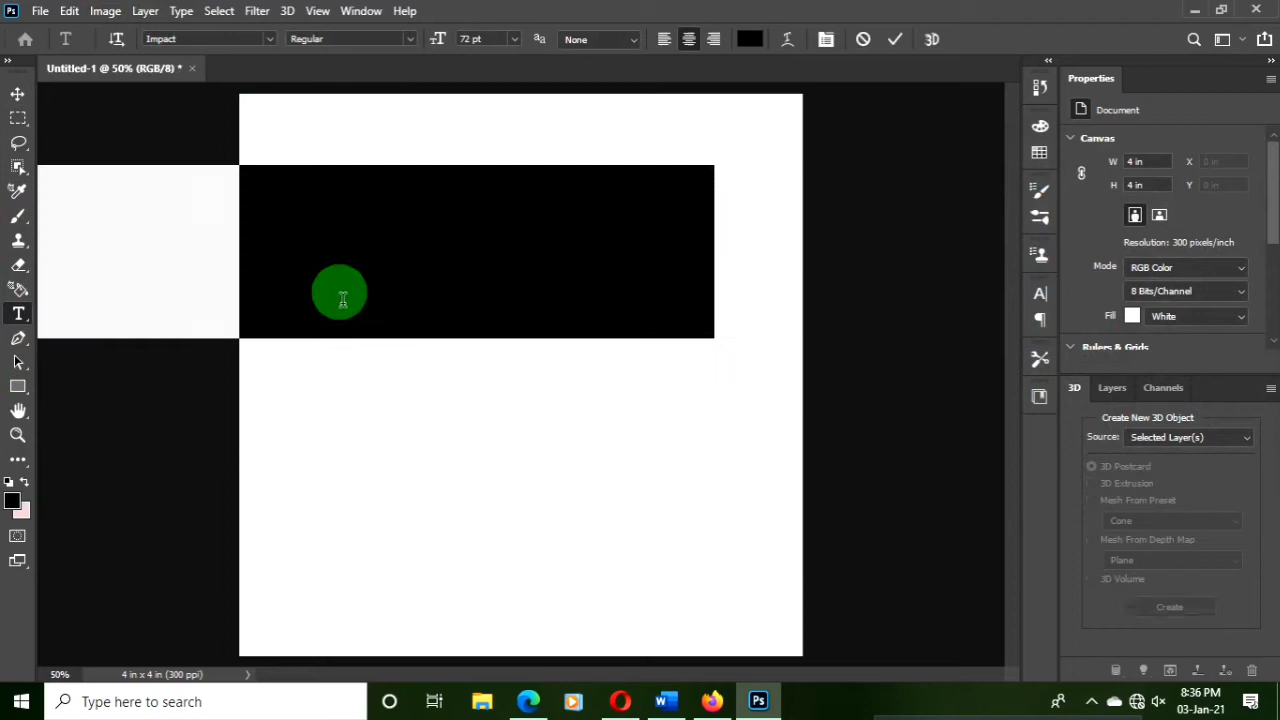 Ps File Edit Image Layer Type Select Filter 3D View Window Help
Impact Regular 72 pt None 3D
Untitled-1 @ 50% (RGB/8) *
Properties
Document
Canvas
W 4 in X 0 in
H 4 in Y 0 in
Resolution: 300 pixels/inch
Mode RGB Color
8 Bits/Channel
Fill White
Rulers & Grids
3D Layers Channels
Create New 3D Object
Source: Selected Layer(s)
3D Postcard
3D Extrusion
Mesh From Preset
Cone
Mesh From Depth Map
Plane
3D Volume
Create
50% 4 in x 4 in (300 ppi)
Type here to search
8:36 PM
03-Jan-21